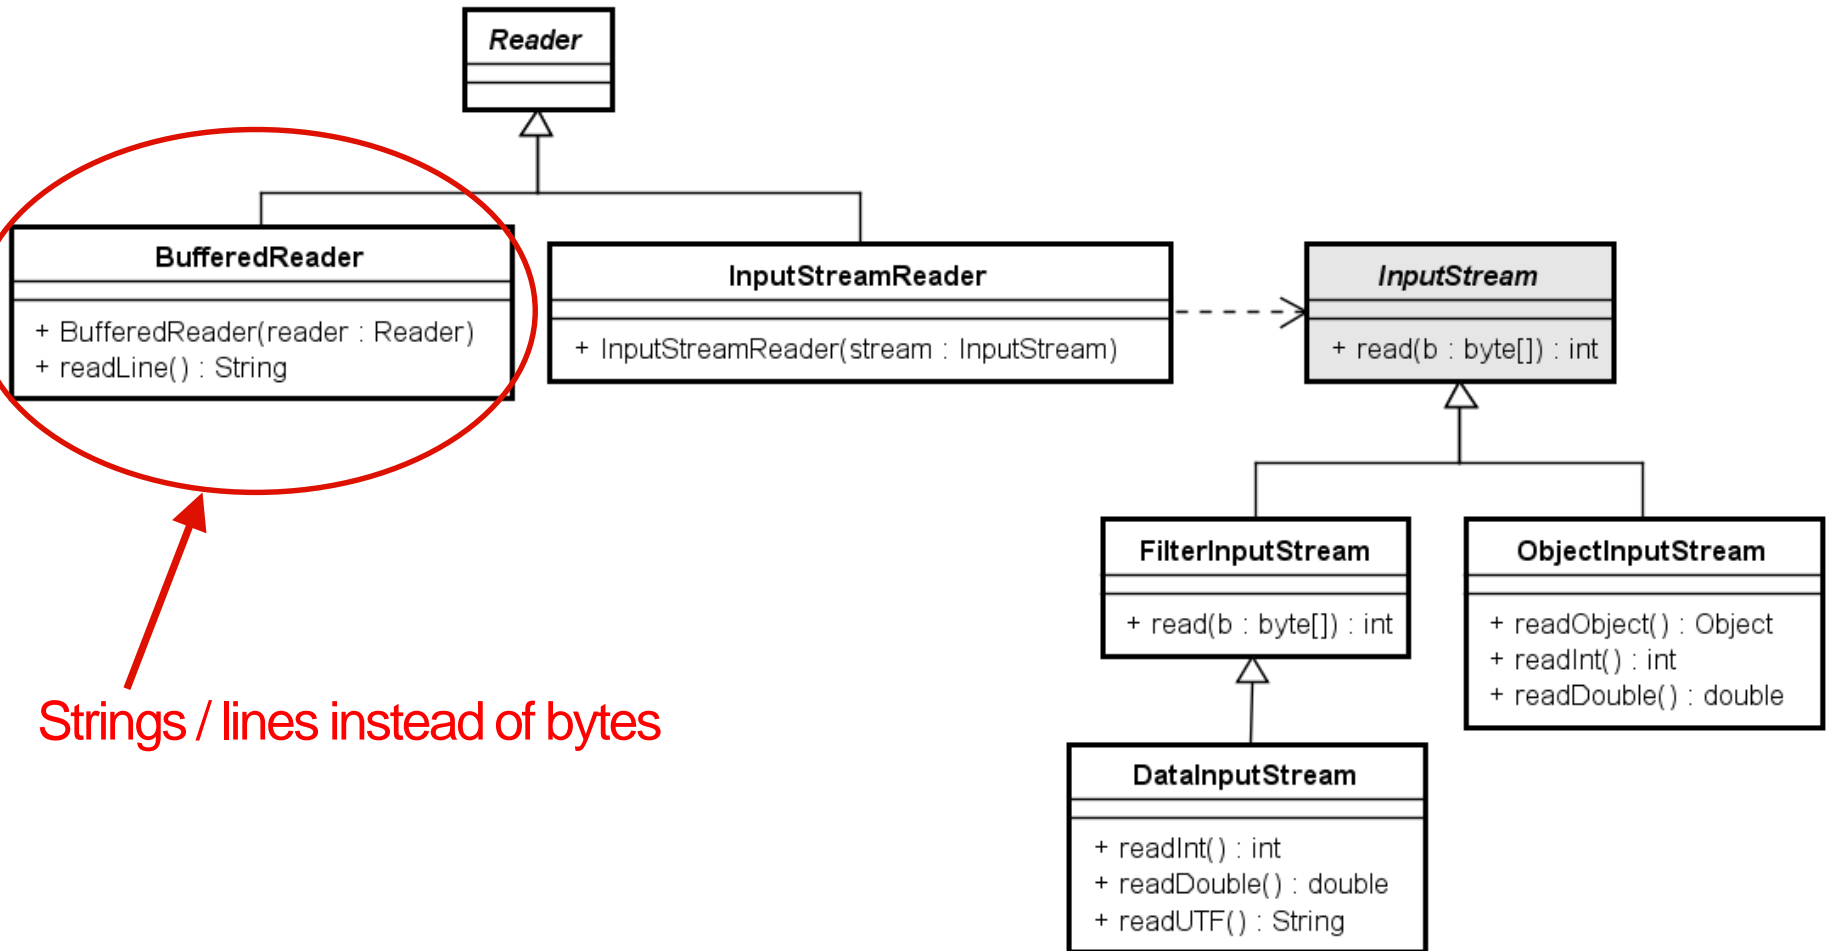 Reader
BufferedReader
+ BufferedReader(reader : Reader)
+ readLine() : String
InputStreamReader
+ InputStreamReader(stream : InputStream)
InputStream
+ read(b : byte[]) : int
FilterInputStream
+ read(b : byte[]) : int
ObjectInputStream
+ readObject() : Object
+ readInt() : int
+ readDouble() : double
Strings / lines instead of bytes
DataInputStream
+ readInt() : int
+ readDouble() : double
+ readUTF() : String